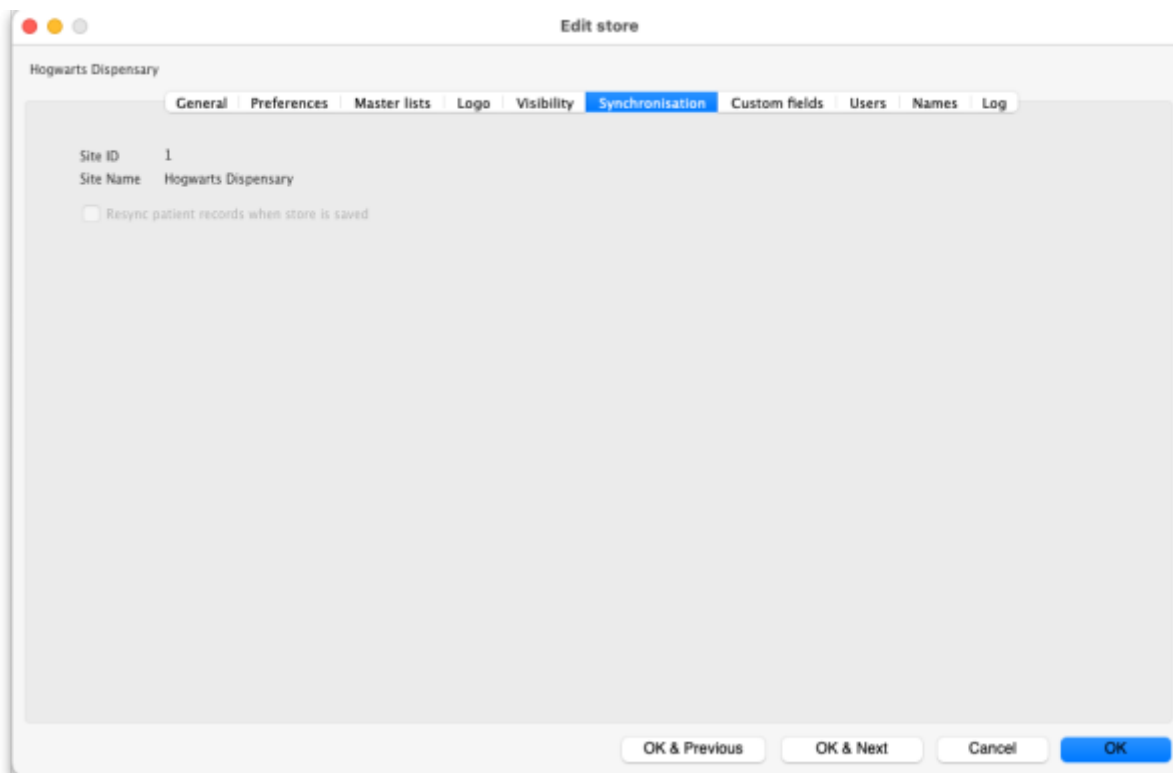 Edit store
Hogwarts Dispensary
General Preferences Master lists Logo Visibility Synchronisation Custom fields Users Names Log
Site ID 1
Site Name Hogwarts Dispensary
Resync patient records when store is saved
OK & Previous OK & Next Cancel OK